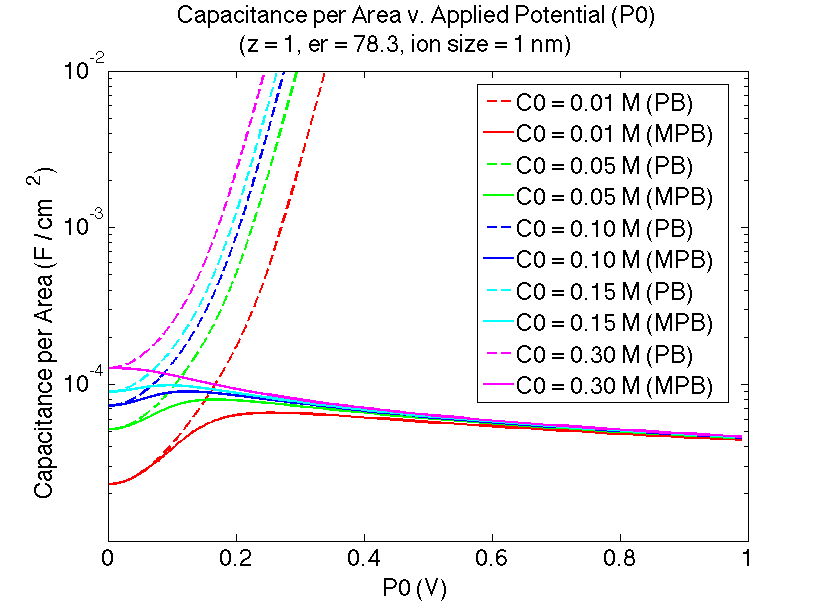 Capacitance per Area v. Applied Potential (P0)
(z = 1, er = 78.3, ion size = 1 nm)
10^-2
10^-3
10^-4
Capacitance per Area (F / cm^2)
C0 = 0.01 M (PB)
C0 = 0.01 M (MPB)
C0 = 0.05 M (PB)
C0 = 0.05 M (MPB)
C0 = 0.10 M (PB)
C0 = 0.10 M (MPB)
C0 = 0.15 M (PB)
C0 = 0.15 M (MPB)
C0 = 0.30 M (PB)
C0 = 0.30 M (MPB)
0 0.2 0.4 0.6 0.8 1
P0 (V)